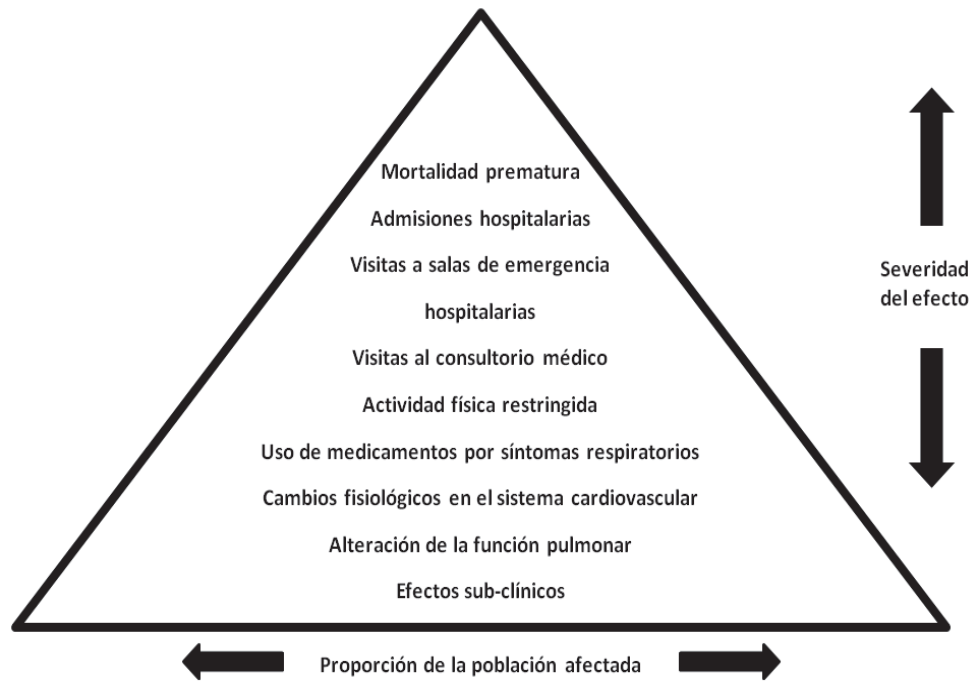 Mortalidad prematura
Admisiones hospitalarias
Visitas a salas de emergencia
hospitalarias
Visitas al consultorio médico
Actividad física restringida
Uso de medicamentos por síntomas respiratorios
Cambios fisiológicos en el sistema cardiovascular
Alteración de la función pulmonar
Efectos sub-clínicos
Severidad
del efecto
Proporción de la población afectada